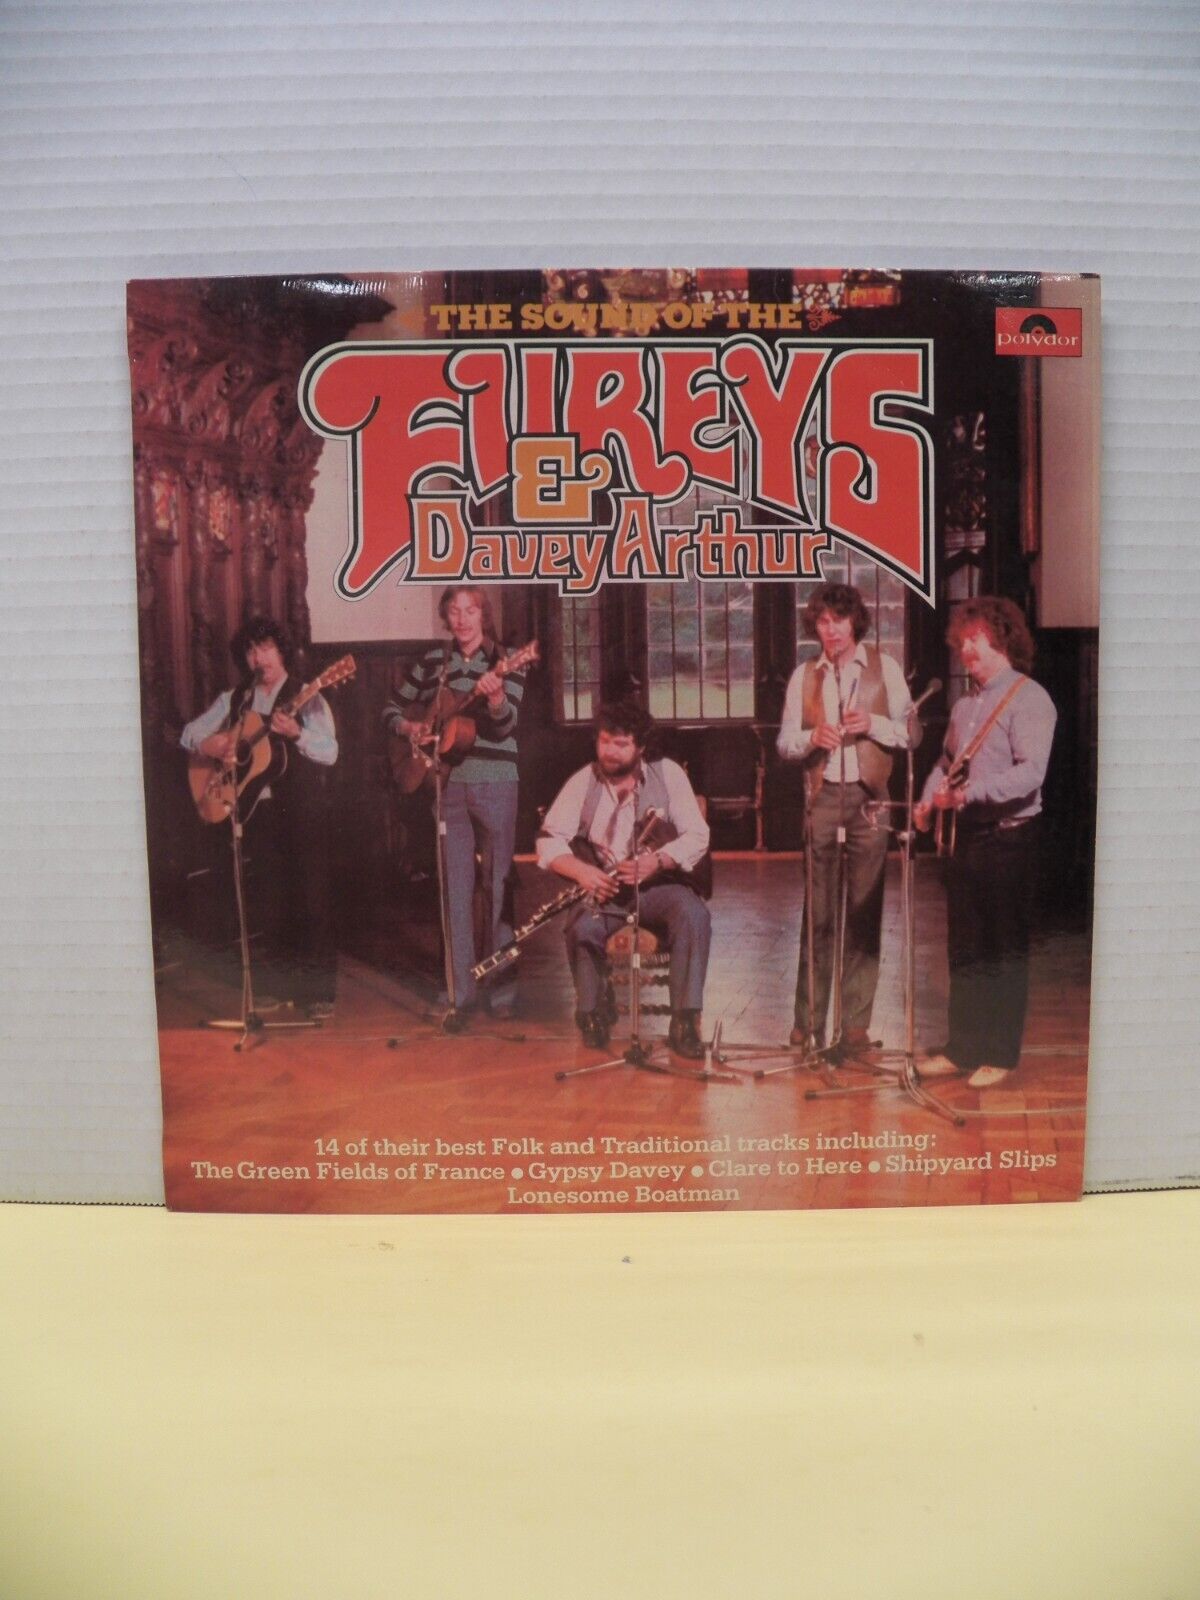 THE SOUND OF THE
polydor
FUREYS
&
Davey Arthur
14 of their best Folk and Traditional tracks including:
The Green Fields of France • Gypsy Davey • Clare to Here • Shipyard Slips
Lonesome Boatman